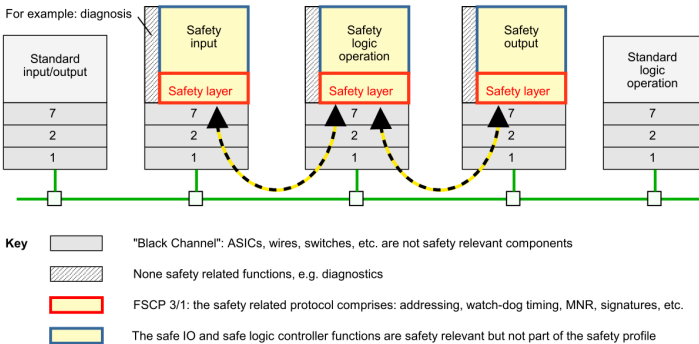 For example: diagnosis
Standard
input/output
7
2
1
Safety
input
Safety layer
7
2
1
Safety
logic
operation
Safety layer
7
2
1
Safety
output
Safety layer
7
2
1
Standard
logic
operation
7
2
1
Key
"Black Channel": ASICs, wires, switches, etc. are not safety relevant components
None safety related functions, e.g. diagnostics
FSCP 3/1: the safety related protocol comprises: addressing, watch-dog timing, MNR, signatures, etc.
The safe IO and safe logic controller functions are safety relevant but not part of the safety profile